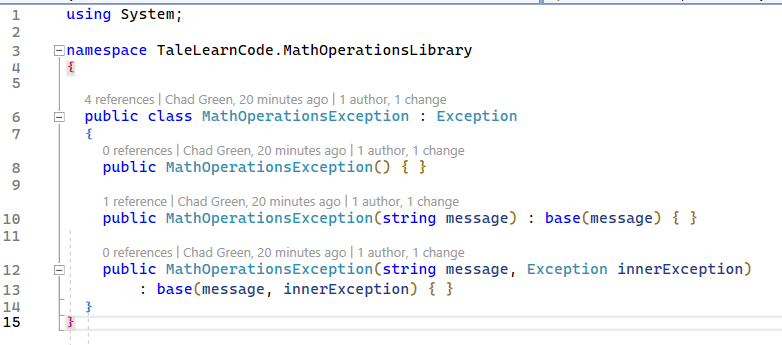 1 using System;
2
3 namespace TaleLearnCode.MathOperationsLibrary
4 {
5
4 references | Chad Green, 20 minutes ago | 1 author, 1 change
6 public class MathOperationsException : Exception
7 {
0 references | Chad Green, 20 minutes ago | 1 author, 1 change
8 public MathOperationsException() { }
9
1 reference | Chad Green, 20 minutes ago | 1 author, 1 change
10 public MathOperationsException(string message) : base(message) { }
11
0 references | Chad Green, 20 minutes ago | 1 author, 1 change
12 public MathOperationsException(string message, Exception innerException)
13 : base(message, innerException) { }
14 }
15 }